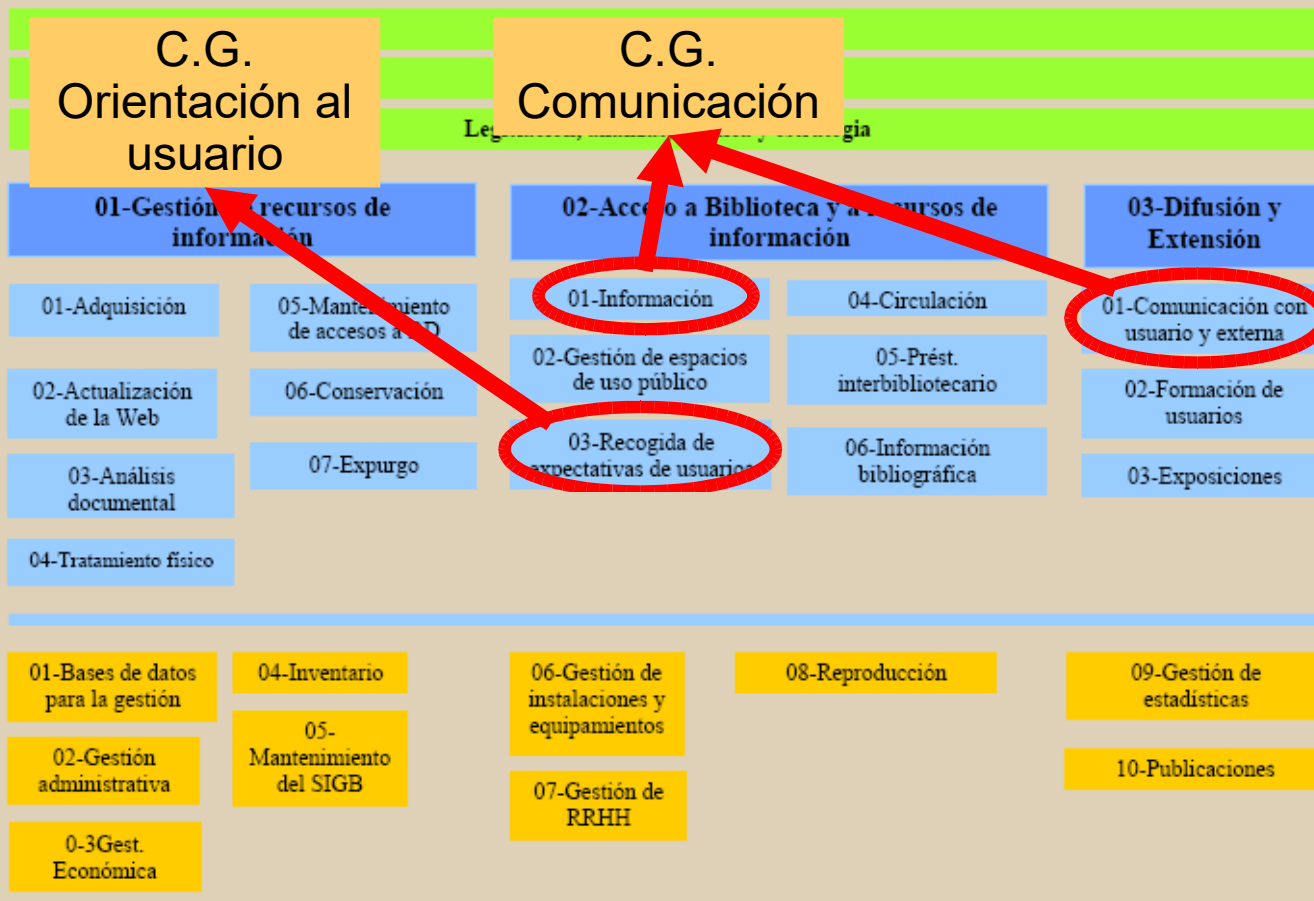 C.G.
Orientación al
usuario
C.G.
Comunicación
01-Gestión recursos de
información
02-Acceso a Biblioteca y a recursos de
información
03-Difusión y
Extensión
01-Adquisición
02-Actualización
de la Web
03-Análisis
documental
04-Tratamiento físico
05-Mantenimiento
de accesos a
06-Conservación
07-Expurgo
01-Información
02-Gestión de espacios
de uso público
03-Recogida de
expectativas de usuarios
04-Circulación
05-Prést.
interbibliotecario
06-Información
bibliográfica
01-Comunicación con
usuario y externa
02-Formación de
usuarios
03-Exposiciones
01-Bases de datos
para la gestión
02-Gestión
administrativa
0-3Gest.
Económica
04-Inventario
05-
Mantenimiento
del SIGB
06-Gestión de
instalaciones y
equipamientos
07-Gestión de
RRHH
08-Reproducción
09-Gestión de
estadísticas
10-Publicaciones